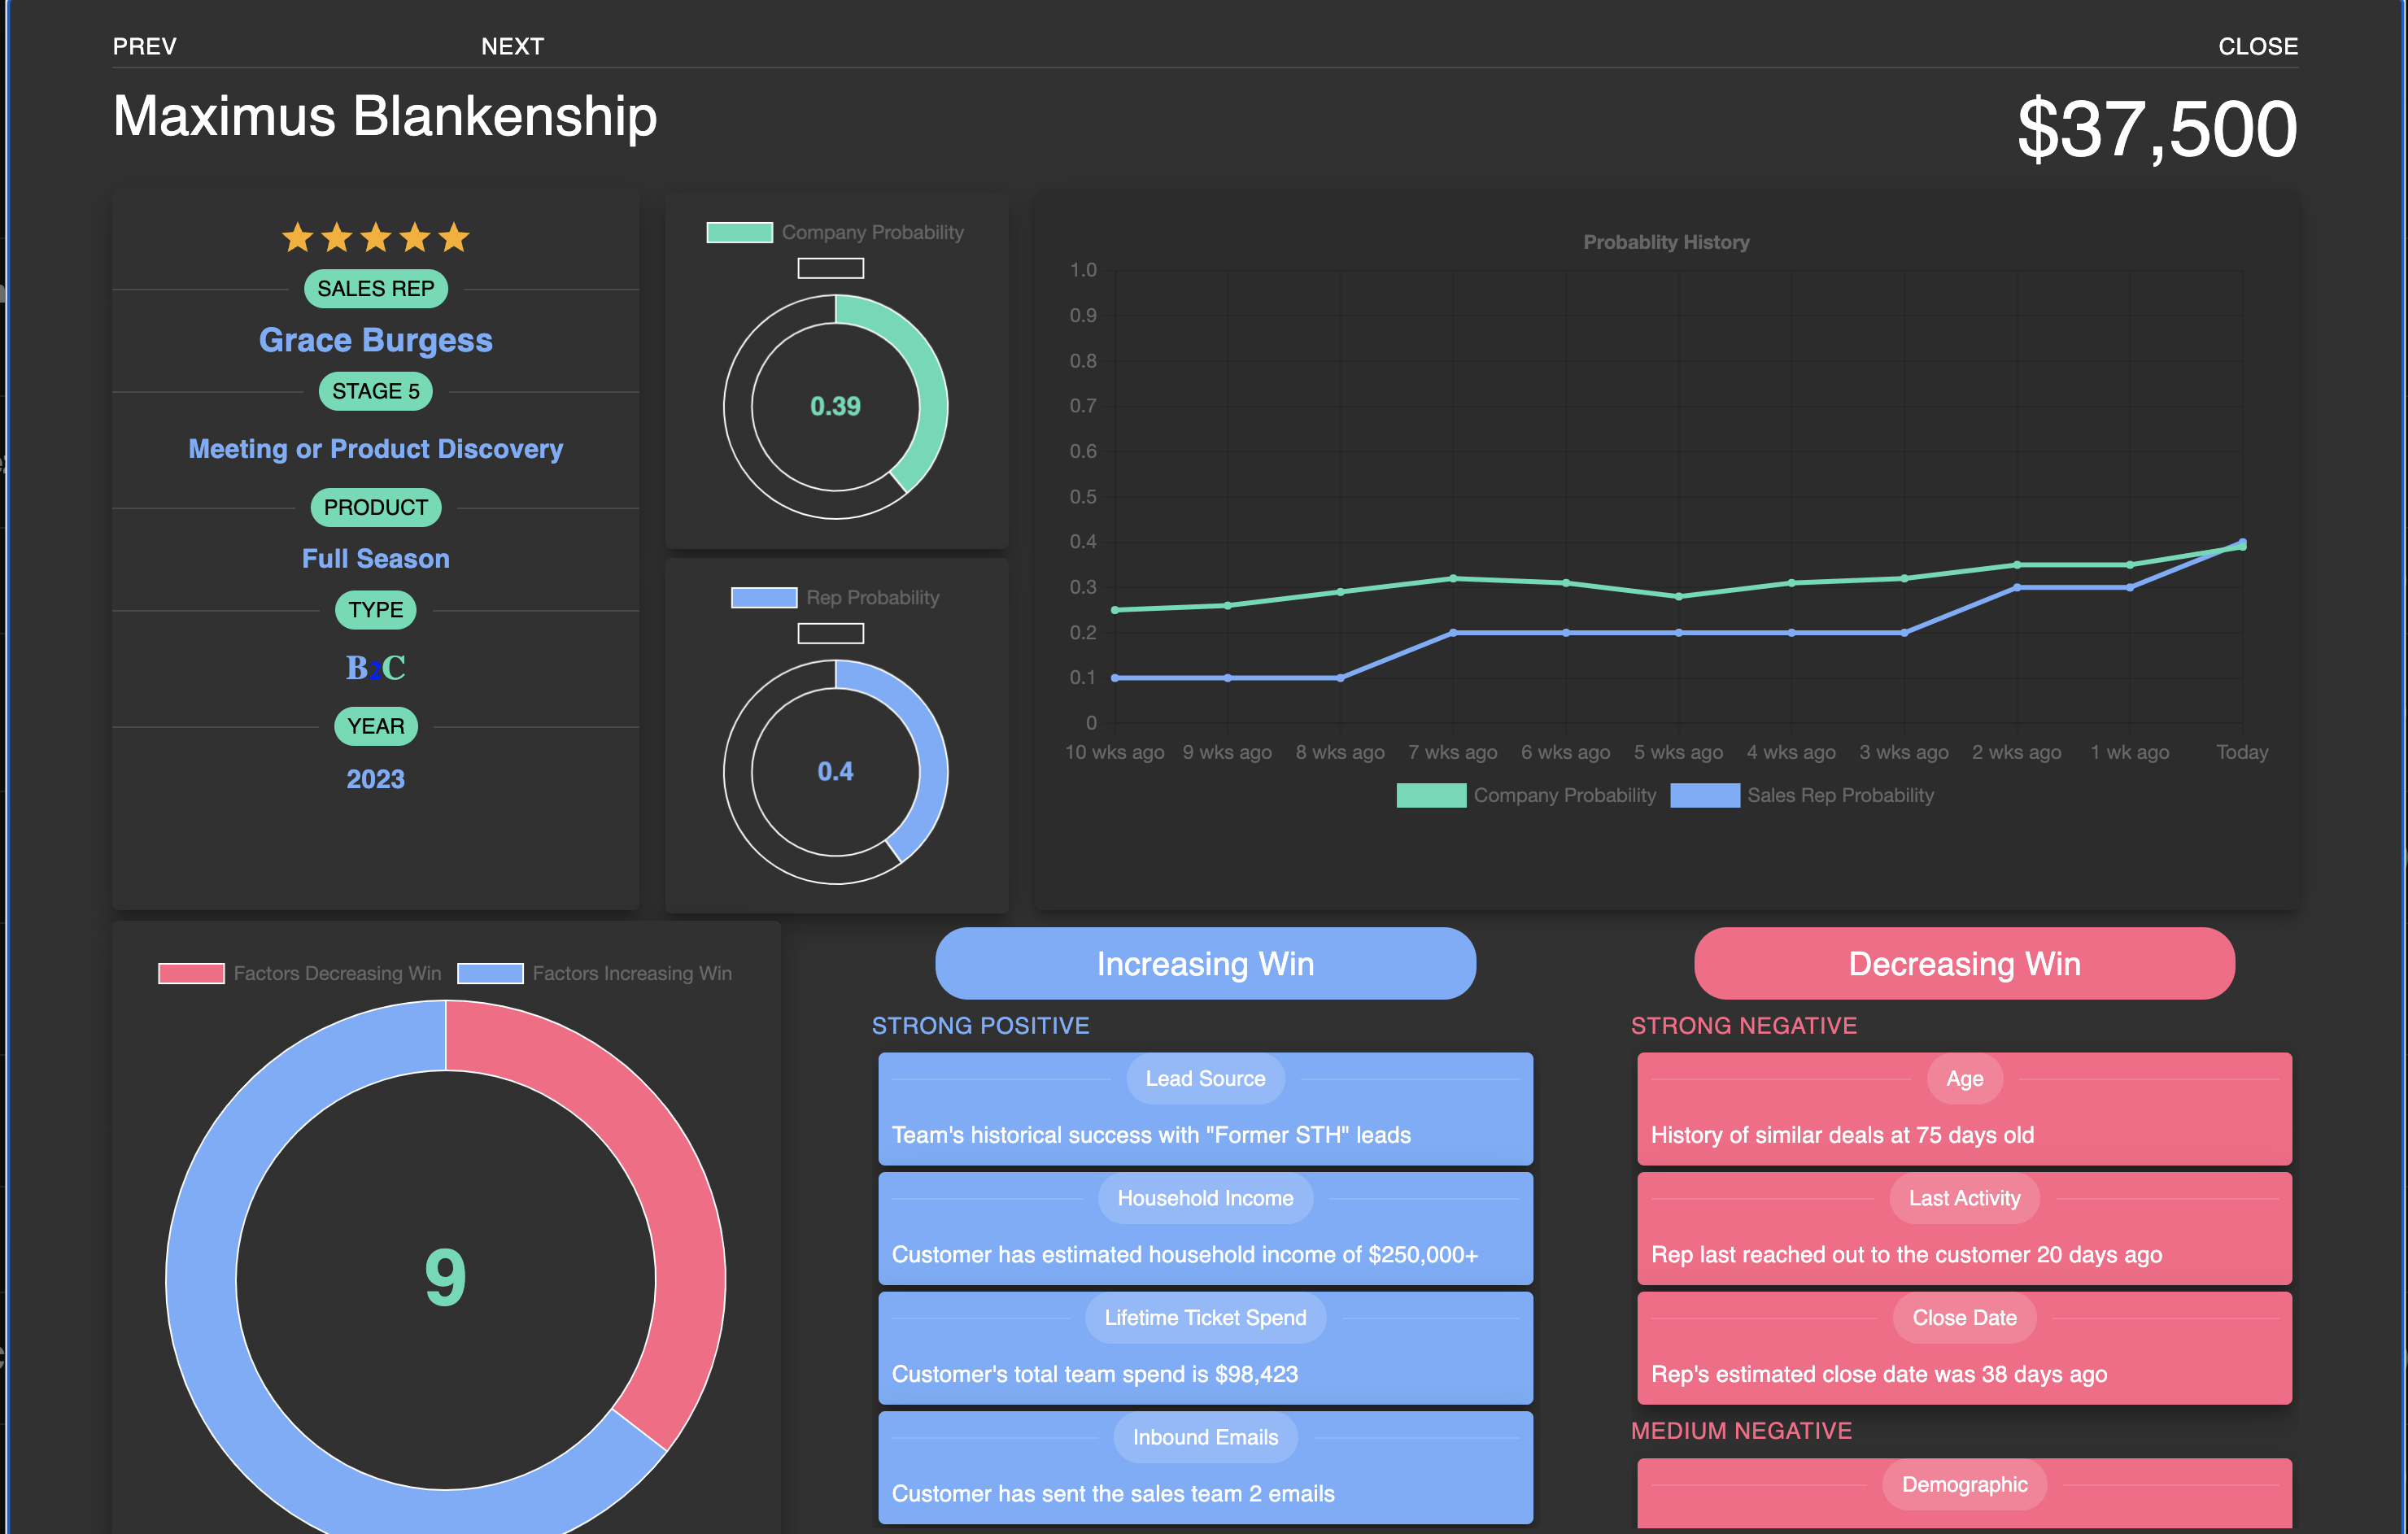 PREV
NEXT
CLOSE
Maximus Blankenship
$37,500
SALES REP
Grace Burgess
STAGE 5
Meeting or Product Discovery
PRODUCT
Full Season
TYPE
B2C
YEAR
2023
Company Probability
0.39
Rep Probability
0.4
Probablity History
1.0
0.9
0.8
0.7
0.6
0.5
0.4
0.3
0.2
0.1
0
10 wks ago
9 wks ago
8 wks ago
7 wks ago
6 wks ago
5 wks ago
4 wks ago
3 wks ago
2 wks ago
1 wk ago
Today
Company Probability
Sales Rep Probability
Factors Decreasing Win
Factors Increasing Win
9
Increasing Win
STRONG POSITIVE
Lead Source
Team's historical success with "Former STH" leads
Household Income
Customer has estimated household income of $250,000+
Lifetime Ticket Spend
Customer's total team spend is $98,423
Inbound Emails
Customer has sent the sales team 2 emails
Decreasing Win
STRONG NEGATIVE
Age
History of similar deals at 75 days old
Last Activity
Rep last reached out to the customer 20 days ago
Close Date
Rep's estimated close date was 38 days ago
MEDIUM NEGATIVE
Demographic